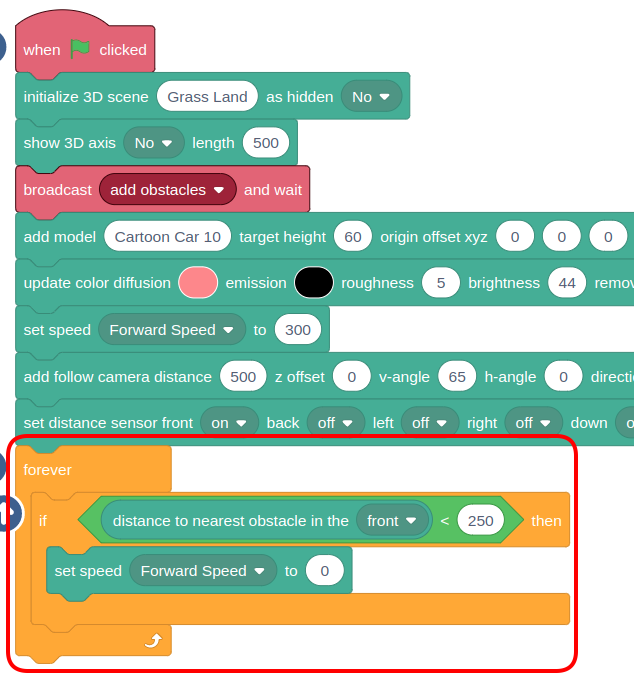 when clicked
initialize 3D scene Grass Land as hidden No
show 3D axis No length 500
broadcast add obstacles and wait
add model Cartoon Car 10 target height 60 origin offset xyz 0 0 0
update color diffusion emission roughness 5 brightness 44 remov
set speed Forward Speed to 300
add follow camera distance 500 z offset 0 v-angle 65 h-angle 0 directi
set distance sensor front on back off left off right off down o
forever
if distance to nearest obstacle in the front < 250 then
set speed Forward Speed to 0